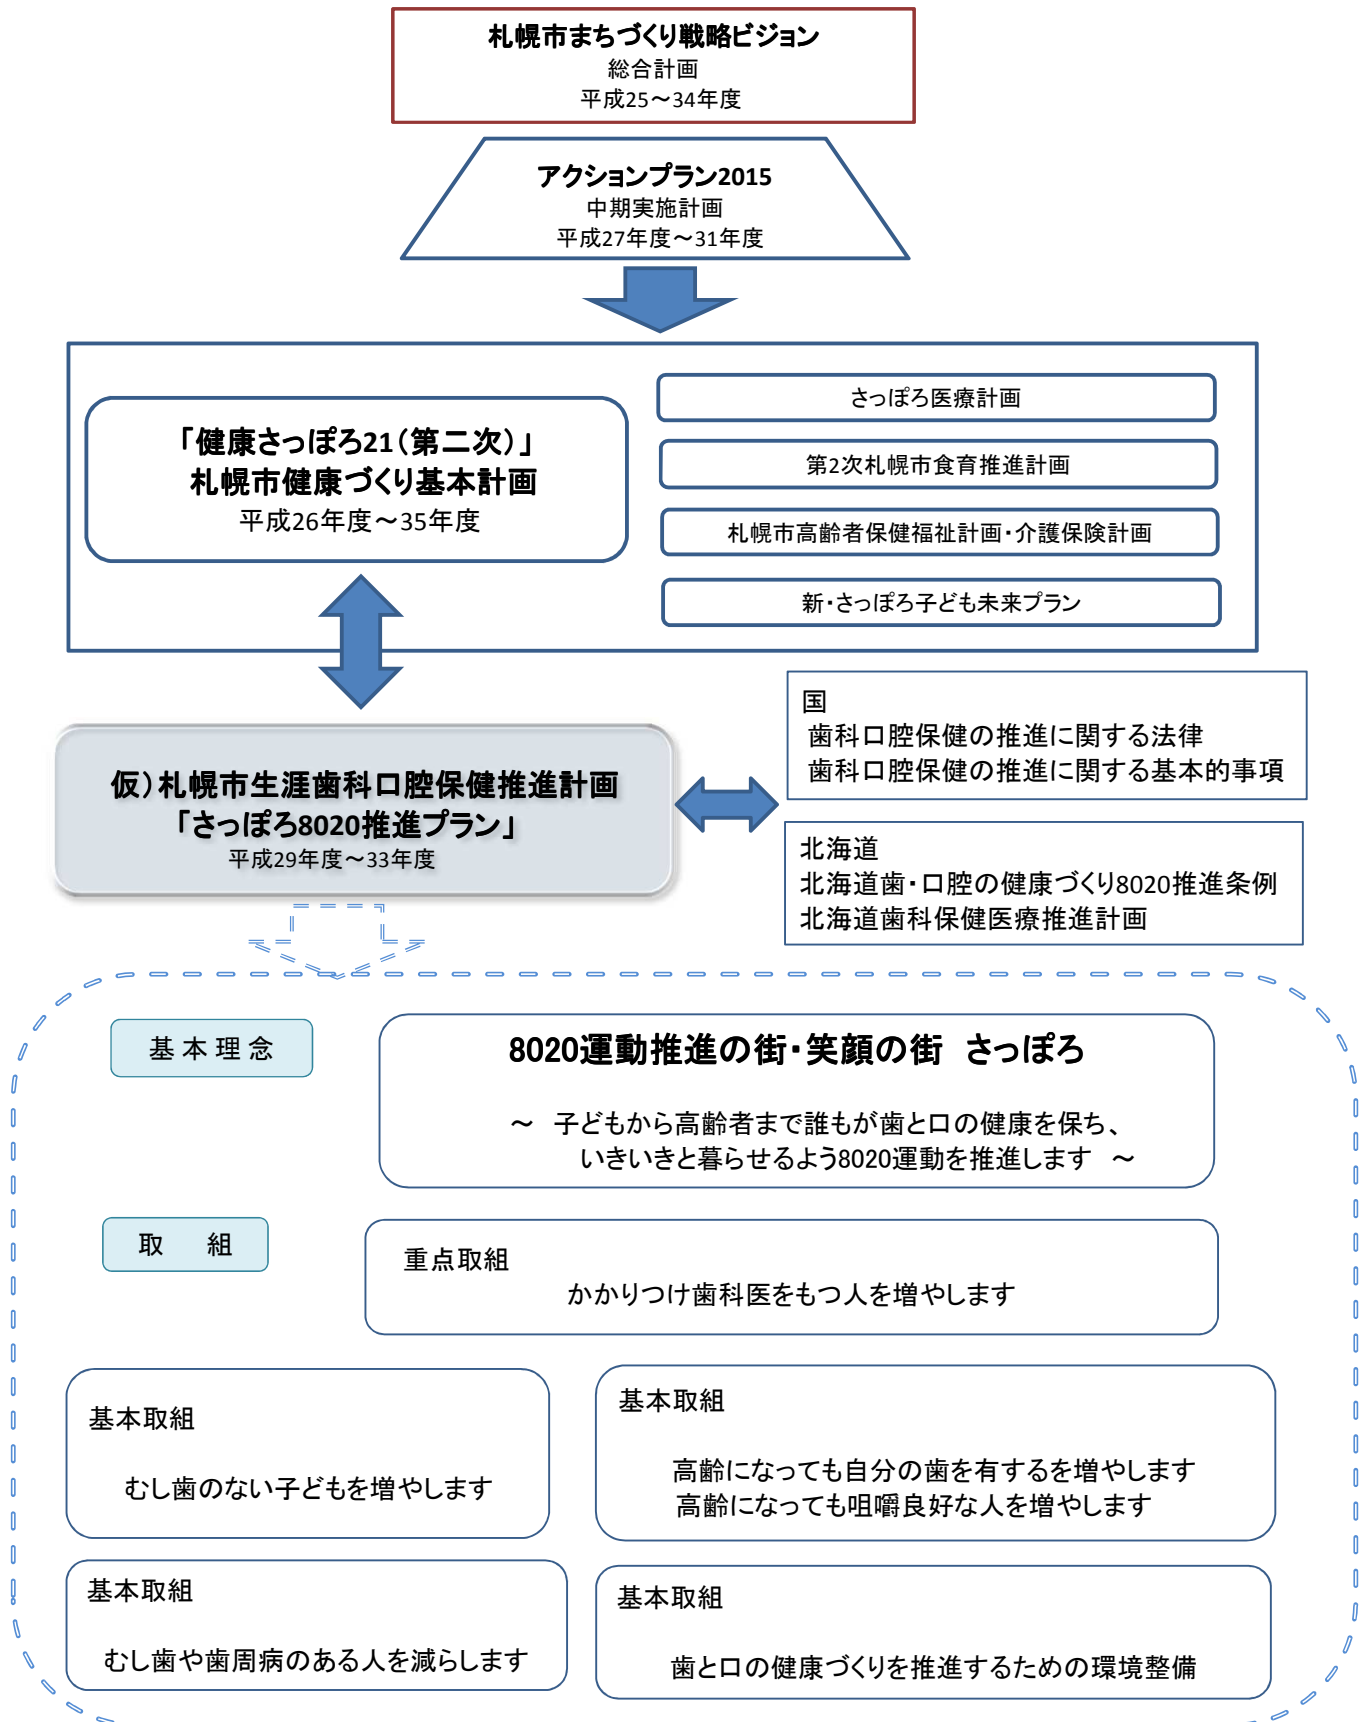 札幌市まちづくり戦略ビジョン
総合計画
平成25～34年度
アクションプラン2015
中期実施計画
平成27年度～31年度
「健康さっぽろ21（第二次）」
札幌市健康づくり基本計画
平成26年度～35年度
さっぽろ医療計画
第2次札幌市食育推進計画
札幌市高齢者保健福祉計画・介護保険計画
新・さっぽろ子ども未来プラン
国
歯科口腔保健の推進に関する法律
歯科口腔保健の推進に関する基本的事項
仮）札幌市生涯歯科口腔保健推進計画
「さっぽろ8020推進プラン」
平成29年度～33年度
北海道
北海道歯・口腔の健康づくり8020推進条例
北海道歯科保健医療推進計画
基本理念
8020運動推進の街・笑顔の街 さっぽろ
～ 子どもから高齢者まで誰もが歯と口の健康を保ち、
いきいきと暮らせるよう8020運動を推進します ～
取 組
重点取組
かかりつけ歯科医をもつ人を増やします
基本取組
むし歯のない子どもを増やします
基本取組
高齢になっても自分の歯を有するを増やします
高齢になっても咀嚼良好な人を増やします
基本取組
むし歯や歯周病のある人を減らします
基本取組
歯と口の健康づくりを推進するための環境整備